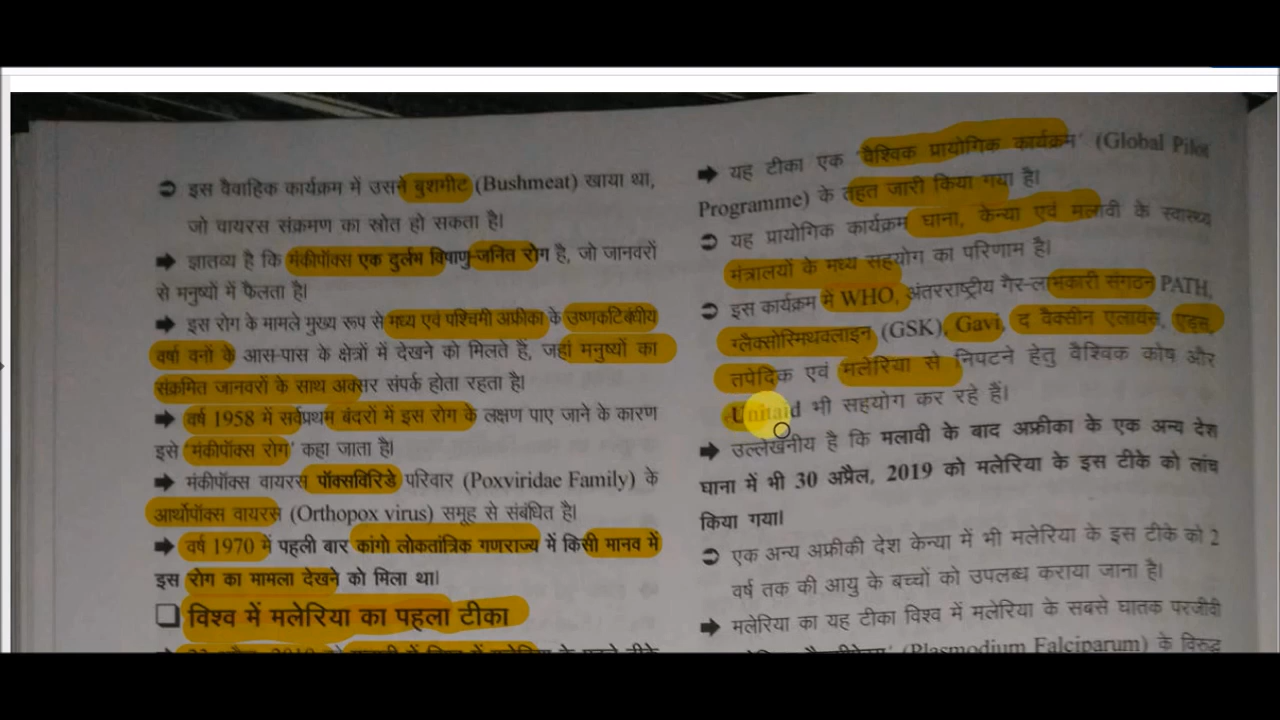 इस वैवाहिक कार्यक्रम में उसने बुशमीट (Bushmeat) खाया था,
जो वायरस संक्रमण का स्रोत हो सकता है।
ज्ञातव्य है कि मंकीपॉक्स एक दुर्लभ विषाणु-जनित रोग है, जो जानवरों
से मनुष्यों में फैलता है।
इस रोग के मामले मुख्य रूप से मध्य एवं पश्चिमी अफ्रीका के उष्णकटिबंधीय
वर्षा वनों के आस-पास के क्षेत्रों में देखने को मिलते हैं, जहां मनुष्यों का
संक्रमित जानवरों के साथ अक्सर संपर्क होता रहता है।
वर्ष 1958 में सर्वप्रथम बंदरों में इस रोग के लक्षण पाए जाने के कारण
इसे 'मंकीपॉक्स रोग' कहा जाता है।
मंकीपॉक्स वायरस पॉक्सविरिडे परिवार (Poxviridae Family) के
आर्थोपॉक्स वायरस (Orthopox virus) समूह से संबंधित है।
वर्ष 1970 में पहली बार कांगो लोकतांत्रिक गणराज्य में किसी मानव में
इस रोग का मामला देखने को मिला था।
विश्व में मलेरिया का पहला टीका
यह टीका एक 'वैश्विक प्रायोगिक कार्यक्रम' (Global Pilot
Programme) के तहत जारी किया गया है।
यह प्रायोगिक कार्यक्रम घाना, केन्या एवं मलावी के स्वास्थ्य
मंत्रालयों के मध्य सहयोग का परिणाम है।
इस कार्यक्रम में WHO, अंतरराष्ट्रीय गैर-लाभकारी संगठन PATH,
ग्लैक्सोस्मिथक्लाइन (GSK), Gavi, द वैक्सीन एलायंस, एड्स,
तपेदिक एवं मलेरिया से निपटने हेतु वैश्विक कोष और
Unitaid भी सहयोग कर रहे हैं।
उल्लेखनीय है कि मलावी के बाद अफ्रीका के एक अन्य देश
घाना में भी 30 अप्रैल, 2019 को मलेरिया के इस टीके को लांच
किया गया।
एक अन्य अफ्रीकी देश केन्या में भी मलेरिया के इस टीके को 2
वर्ष तक की आयु के बच्चों को उपलब्ध कराया जाना है।
मलेरिया का यह टीका विश्व में मलेरिया के सबसे घातक परजीवी
(Plasmodium Falciparum) के विरुद्ध